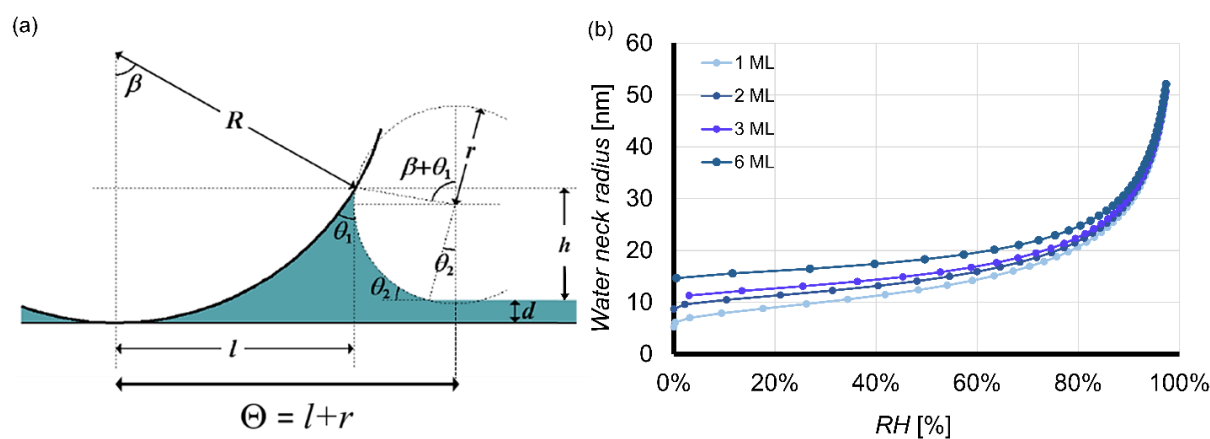 (a)
β
R
r
β+θ₁
θ₁
h
θ₂
θ₂
d
l
Θ = l+r
(b)
60
50
40
30
20
10
0
Water neck radius [nm]
1 ML
2 ML
3 ML
6 ML
0%
20%
40%
60%
80%
100%
RH [%]